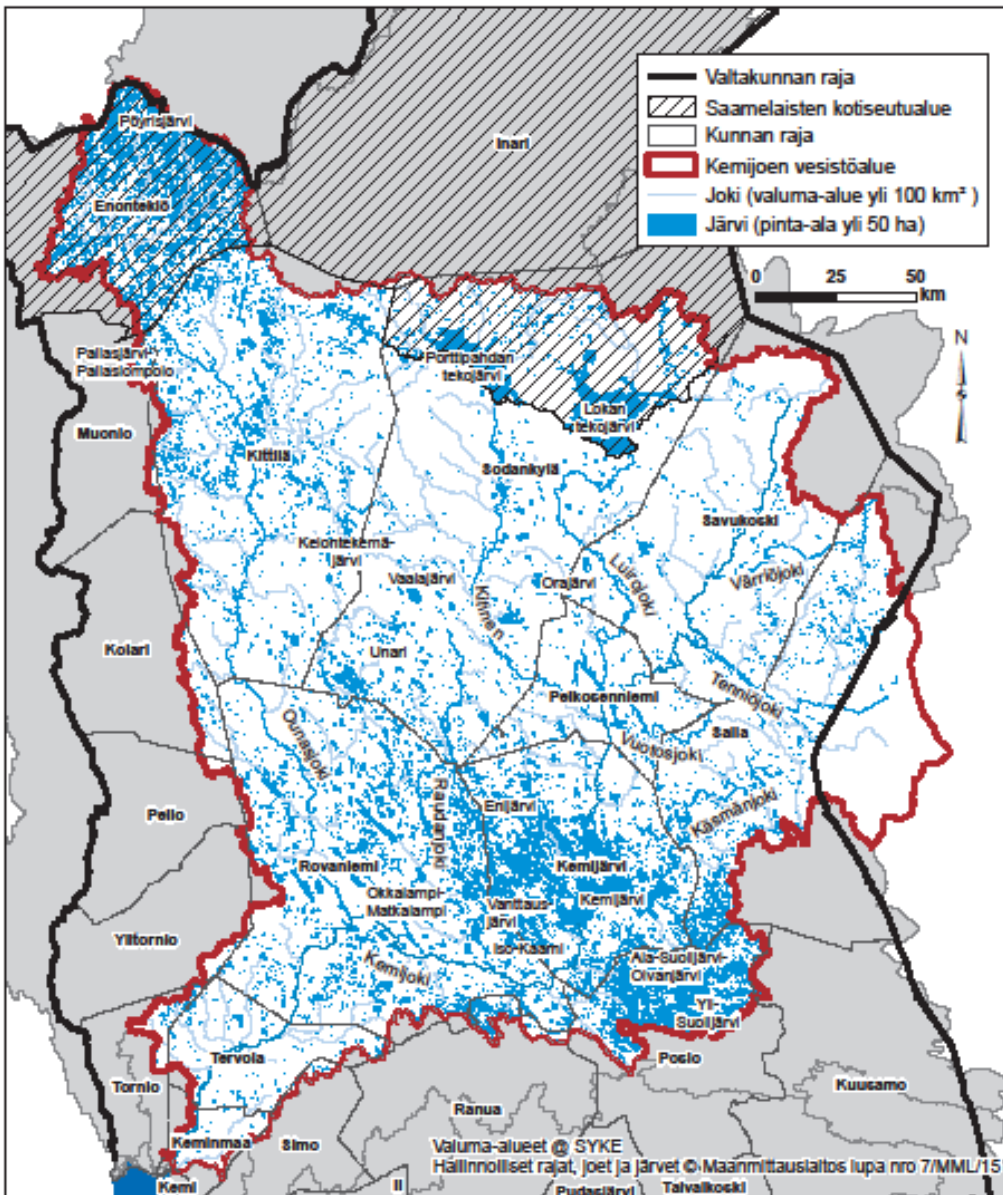 Valtakunnan raja
Saamelaisten kotiseutualue
Kunnan raja
Kemijoen vesistöalue
Joki (valuma-alue yli 100 km²)
Järvi (pinta-ala yli 50 ha)
0 25 50
km
N
Pöyrisjärvi
Inari
Enontekiö
Pallasjärvi-
Pallaslompolo
Porttipahdan
tekojärvi
Lokan
tekojärvi
Muonio
Kittilä
Sodankylä
Savukoski
Kelontekemä-
järvi
Vaalajärvi
Orajärvi
Luirojoki
Värriöjoki
Kitinen
Kolari
Unari
Pelkosenniemi
Tenniöjoki
Salla
Ounasjoki
Vuotosjoki
Raudanjoki
Enijärvi
Käsmänjoki
Pello
Rovaniemi
Kemijärvi
Okkalampi-
Matkalampi
Vanttaus-
järvi
Kemijärvi
Ylitornio
Iso-Kaarni
Ala-Suolijärvi-
Oivanjärvi
Kemijoki
Yli-
Suolijärvi
Tervola
Posio
Tornio
Kuusamo
Ranua
Keminmaa
Simo
Valuma-alueet @ SYKE
Hallinnolliset rajat, joet ja järvet © Maanmittauslaitos lupa nro 7/MML/15
Kemi
Ii
Pudasjärvi
Taivalkoski